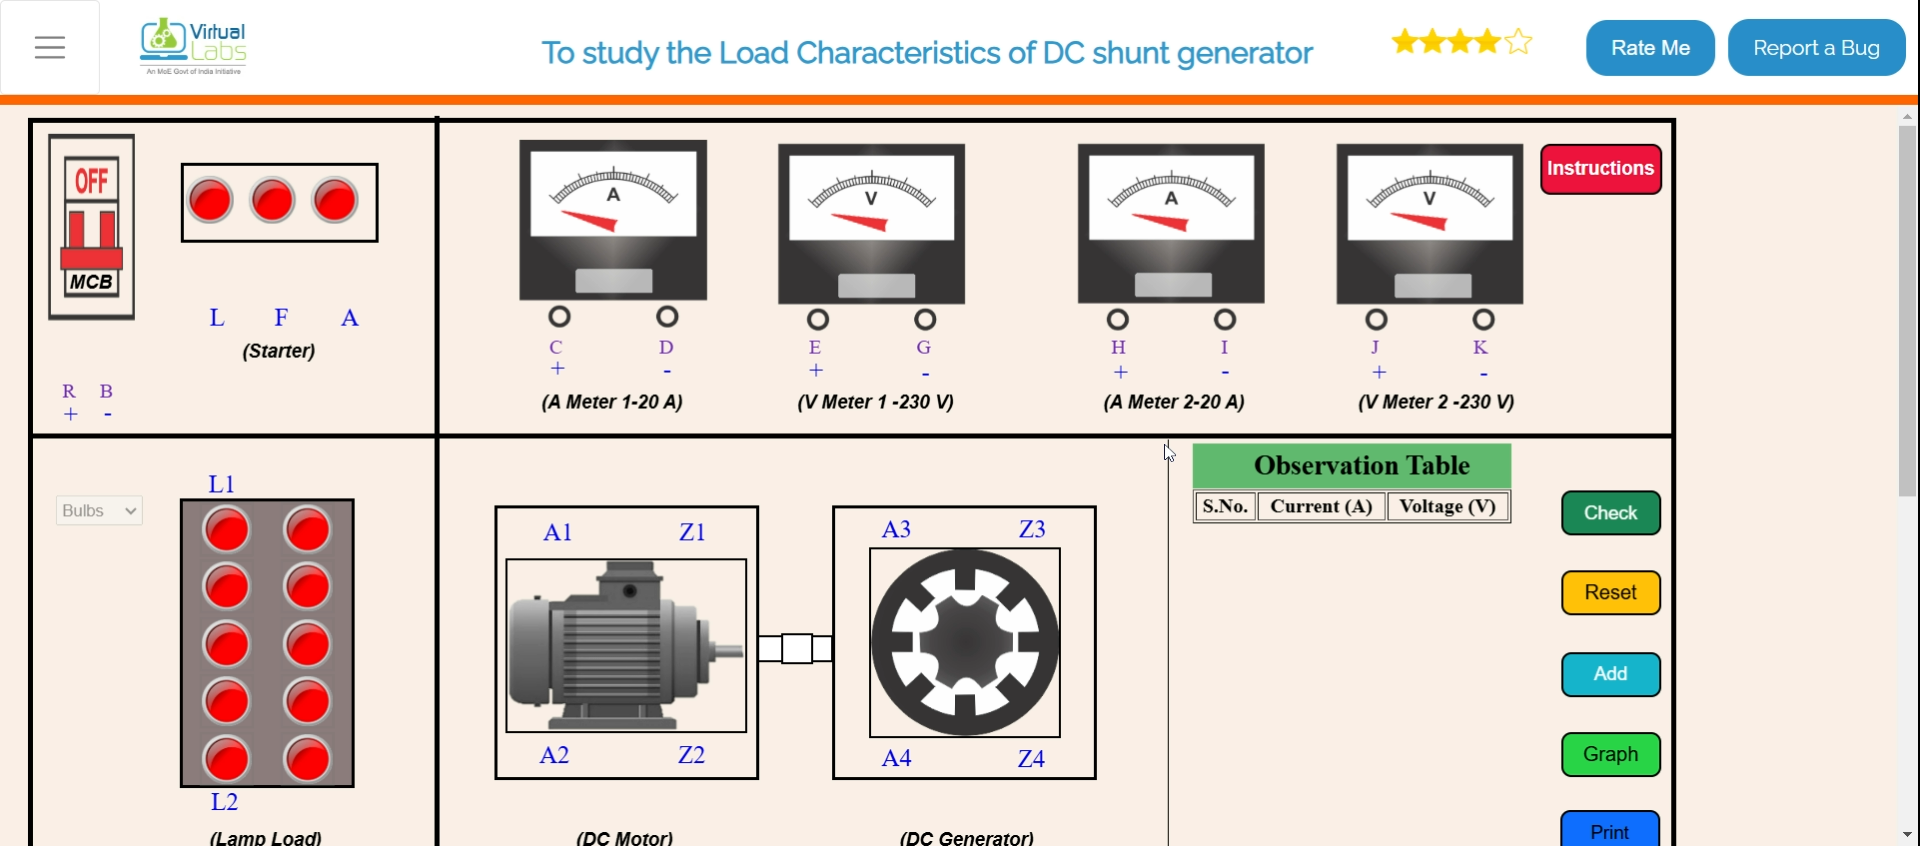 Virtual
Labs
An MoE Govt of India Initiative
To study the Load Characteristics of DC shunt generator
Rate Me
Report a Bug
OFF
MCB
L F A
(Starter)
R B
+ -
A
V
A
V
C D
+ -
E G
+ -
H I
+ -
J K
+ -
(A Meter 1-20 A)
(V Meter 1 -230 V)
(A Meter 2-20 A)
(V Meter 2 -230 V)
Instructions
Bulbs
L1
L2
(Lamp Load)
A1 Z1
A2 Z2
(DC Motor)
A3 Z3
A4 Z4
(DC Generator)
Observation Table
S.No. Current (A) Voltage (V)
Check
Reset
Add
Graph
Print